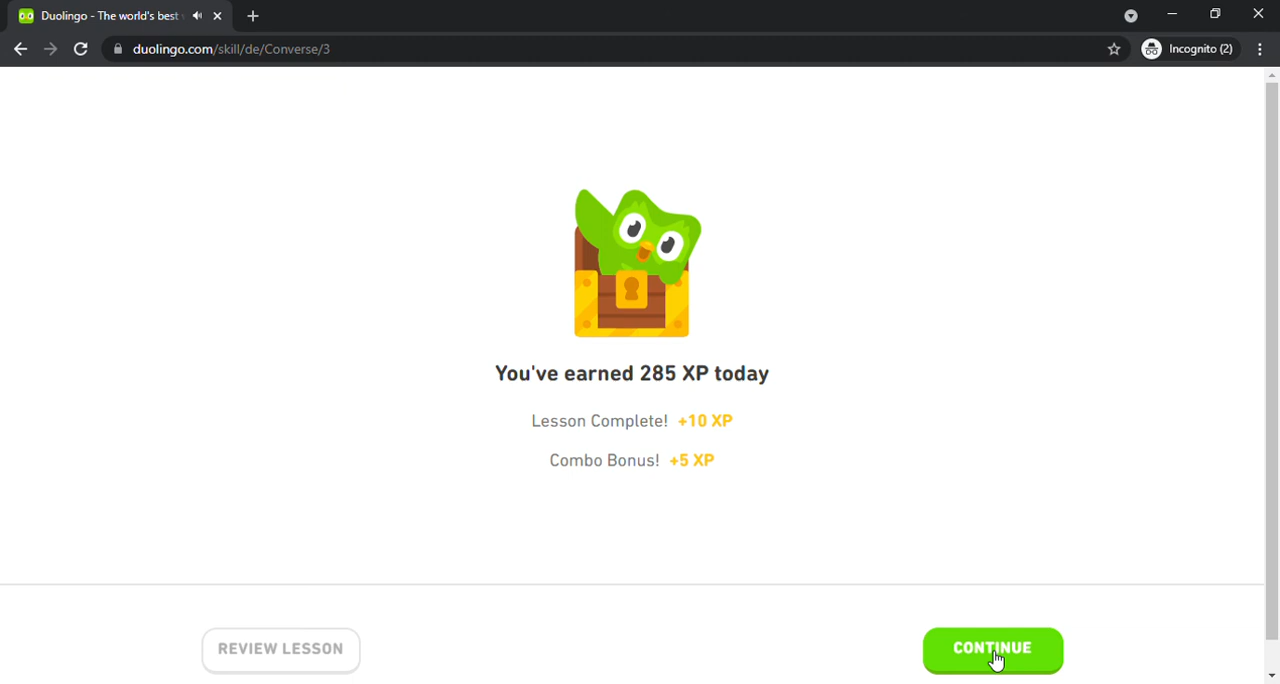 Duolingo - The world's best
duolingo.com/skill/de/Converse/3
Incognito (2)
You've earned 285 XP today
Lesson Complete! +10 XP
Combo Bonus! +5 XP
REVIEW LESSON
CONTINUE